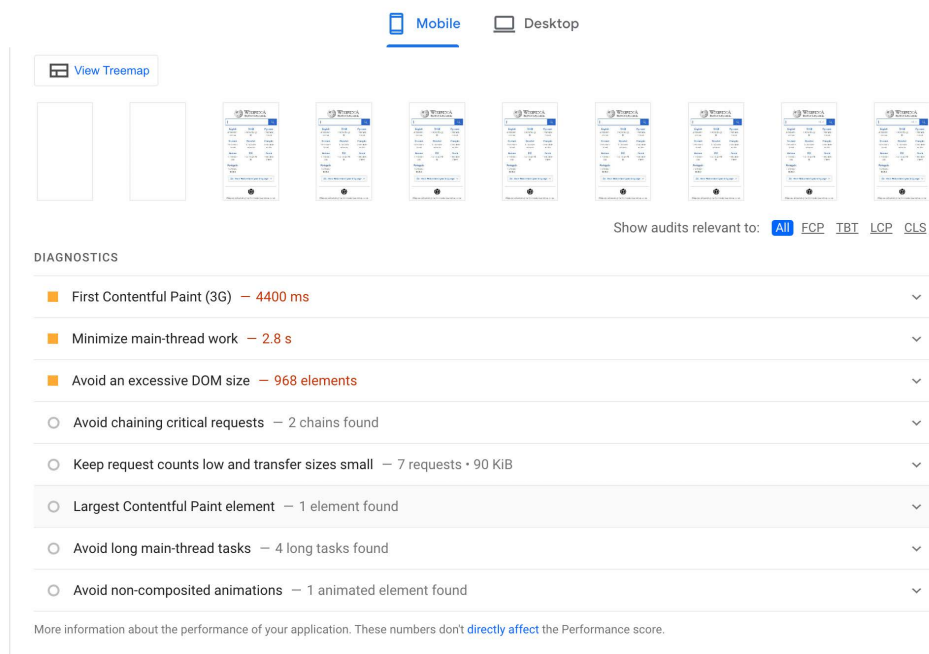 Mobile
Desktop
View Treemap
Show audits relevant to: All FCP TBT LCP CLS
DIAGNOSTICS
First Contentful Paint (3G) — 4400 ms
Minimize main-thread work — 2.8 s
Avoid an excessive DOM size — 968 elements
Avoid chaining critical requests — 2 chains found
Keep request counts low and transfer sizes small — 7 requests • 90 KiB
Largest Contentful Paint element — 1 element found
Avoid long main-thread tasks — 4 long tasks found
Avoid non-composited animations — 1 animated element found
More information about the performance of your application. These numbers don't directly affect the Performance score.